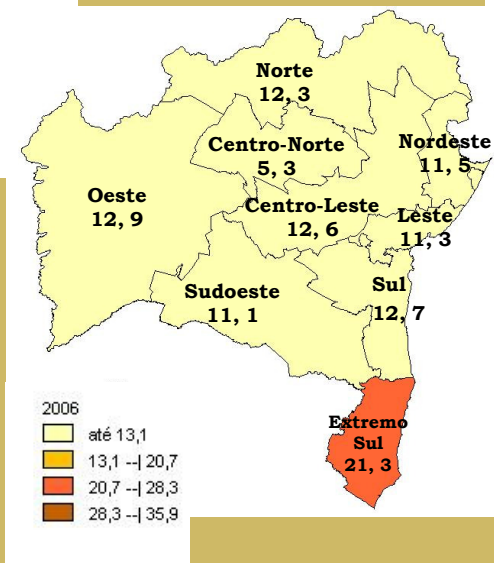 Norte
12, 3
Centro-Norte
5, 3
Nordeste
11, 5
Oeste
12, 9
Centro-Leste
12, 6
Leste
11, 3
Sudoeste
11, 1
Sul
12, 7
Extremo
Sul
21, 3
2006
até 13,1
13,1 --| 20,7
20,7 --| 28,3
28,3 --| 35,9